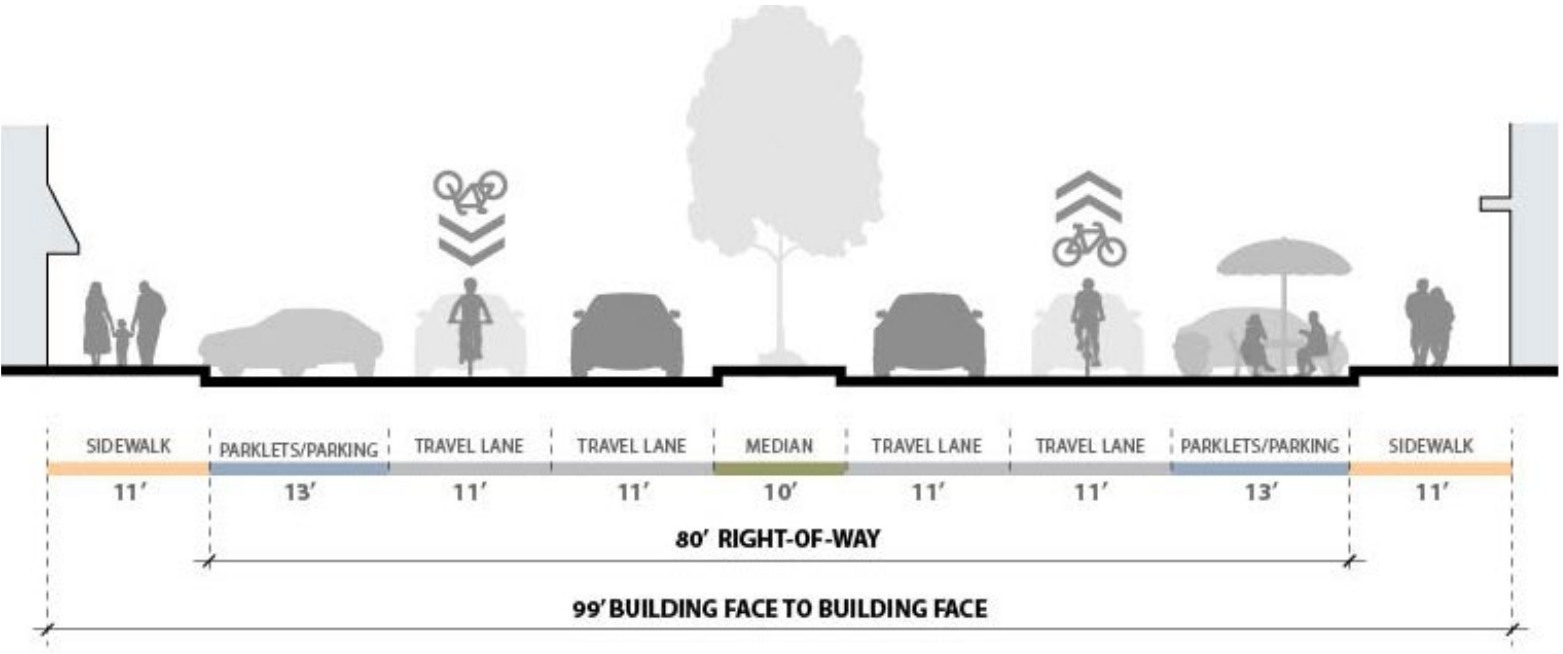 SIDEWALK PARKLETS/PARKING TRAVEL LANE TRAVEL LANE MEDIAN TRAVEL LANE TRAVEL LANE PARKLETS/PARKING SIDEWALK
11′ 13′ 11′ 11′ 10′ 11′ 11′ 13′ 11′
80′ RIGHT-OF-WAY
99′ BUILDING FACE TO BUILDING FACE